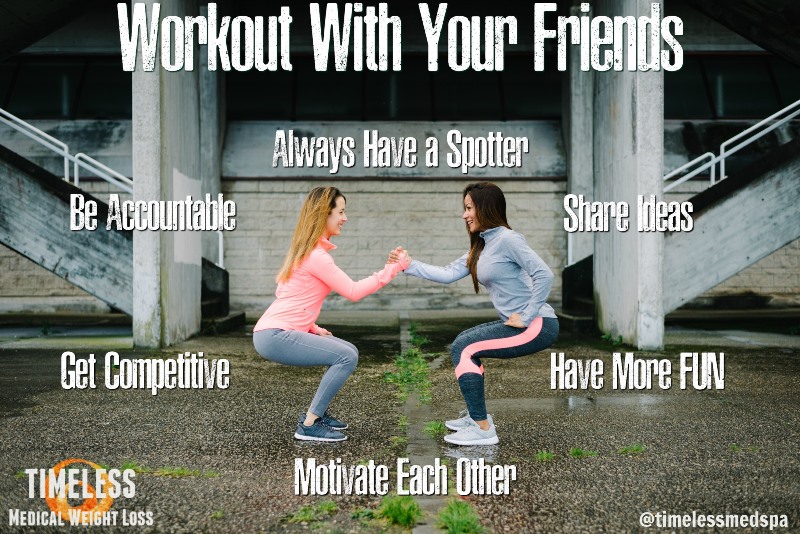 Workout With Your Friends
Always Have a Spotter
Be Accountable
Share Ideas
Get Competitive
Have More FUN
Motivate Each Other
TIMELESS
MEDICAL WEIGHT LOSS
@timelessmedspa